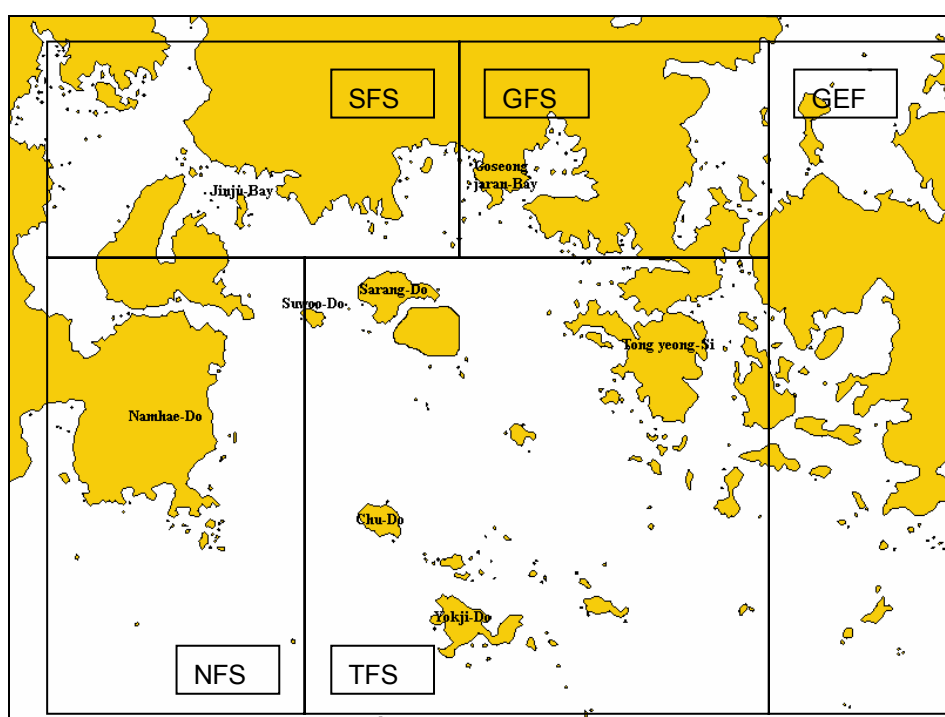 SFS
GFS
GEF
Goseong
jaran-Bay
Jinju-Bay
Sarang-Do
Suwoo-Do
Tong yeong-Si
Namhae-Do
Chu-Do
Yokji-Do
NFS
TFS